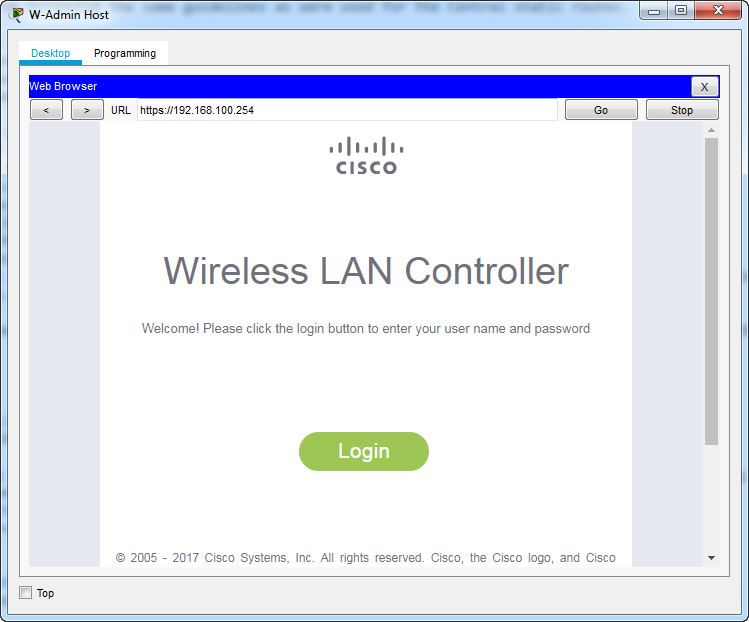 the same guidelines as were used for the Central static routes.
W-Admin Host
Desktop
Programming
Web Browser
X
<
>
URL
https://192.168.100.254
Go
Stop
CISCO
Wireless LAN Controller
Welcome! Please click the login button to enter your user name and password
Login
© 2005 - 2017 Cisco Systems, Inc. All rights reserved. Cisco, the Cisco logo, and Cisco
Top